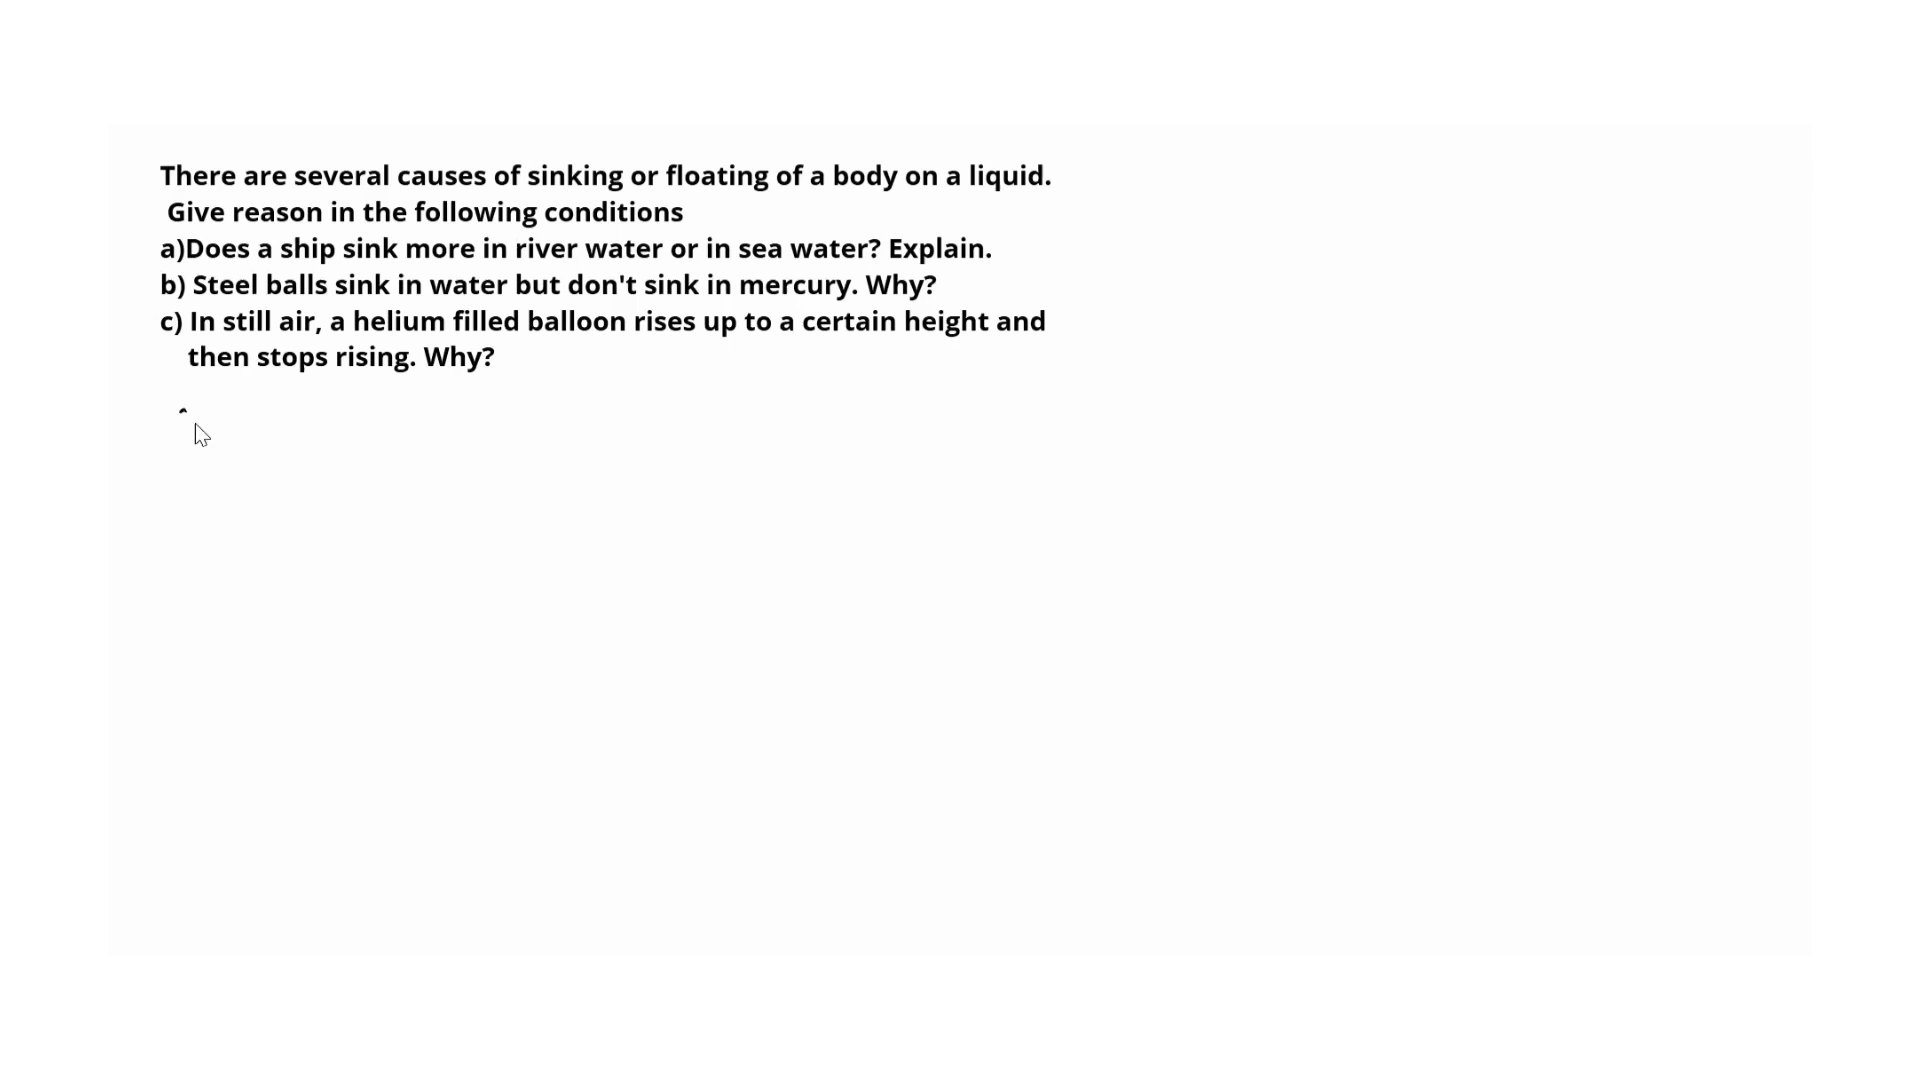 There are several causes of sinking or floating of a body on a liquid.
Give reason in the following conditions
a)Does a ship sink more in river water or in sea water? Explain.
b) Steel balls sink in water but don't sink in mercury. Why?
c) In still air, a helium filled balloon rises up to a certain height and
then stops rising. Why?